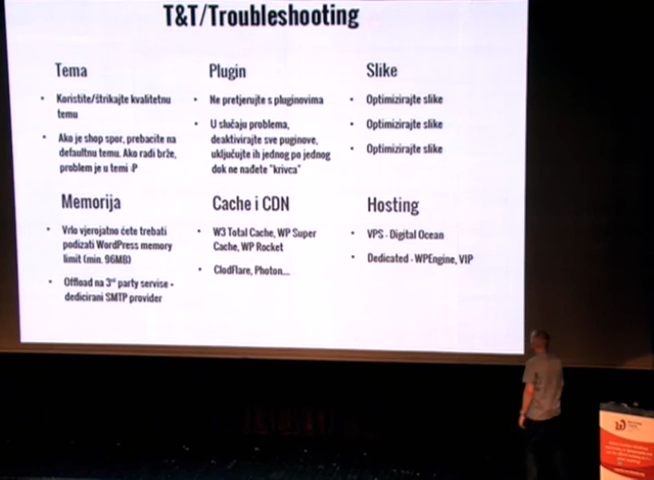 T&T/Troubleshooting
Tema
• Koristite/štrikajte kvalitetnu
temu
• Ako je shop spor, prebacite na
defaultnu temu. Ako radi brže,
problem je u temi :P
Plugin
• Ne pretjerujte s pluginovima
• U slučaju problema,
deaktivirajte sve puginove,
uključujte ih jednog po jednog
dok ne nađete "krivca"
Slike
• Optimizirajte slike
• Optimizirajte slike
• Optimizirajte slike
Memorija
• Vrlo vjerojatno ćete trebati
podizati WordPress memory
limit (min. 96MB)
• Offload na 3rd party servise -
dedicirani SMTP provider
Cache i CDN
• W3 Total Cache, WP Super
Cache, WP Rocket
• ClodFlare, Photon...
Hosting
• VPS - Digital Ocean
• Dedicated - WPEngine, VIP